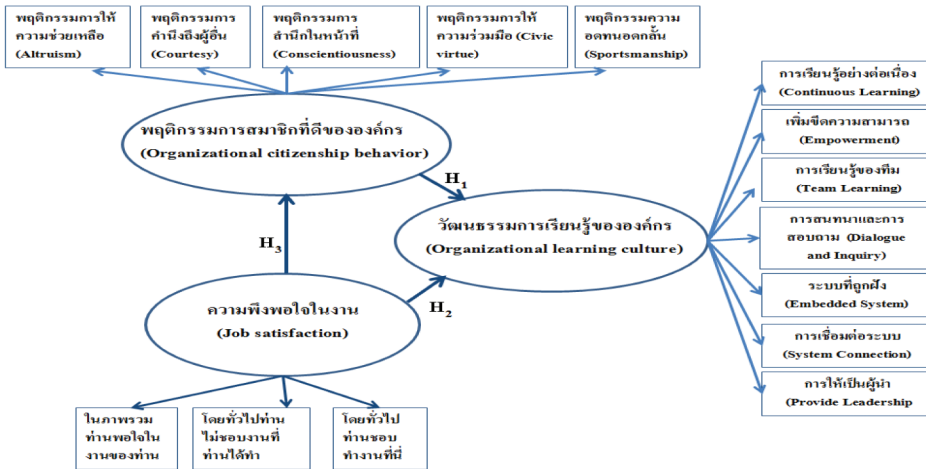 พฤติกรรมการให้
ความช่วยเหลือ
(Altruism)
พฤติกรรมการ
คำนึงถึงผู้อื่น
(Courtesy)
พฤติกรรมการ
สำนึกในหน้าที่
(Conscientiousness)
พฤติกรรมการให้
ความร่วมมือ (Civic
virtue)
พฤติกรรมความ
อดทนอดกลั้น
(Sportsmanship)
พฤติกรรมการสมาชิกที่ดีขององค์กร
(Organizational citizenship behavior)
H1
วัฒนธรรมการเรียนรู้ขององค์กร
(Organizational learning culture)
H3
H2
ความพึงพอใจในงาน
(Job satisfaction)
ในภาพรวม
ท่านพอใจใน
งานของท่าน
โดยทั่วไปท่าน
ไม่ชอบงานที่
ท่านได้ทำ
โดยทั่วไป
ท่านชอบ
ทำงานที่นี่
การเรียนรู้อย่างต่อเนื่อง
(Continuous Learning)
เพิ่มขีดความสามารถ
(Empowerment)
การเรียนรู้ของทีม
(Team Learning)
การสนทนาและการ
สอบถาม (Dialogue
and Inquiry)
ระบบที่ถูกฝัง
(Embedded System)
การเชื่อมต่อระบบ
(System Connection)
การให้เป็นผู้นำ
(Provide Leadership